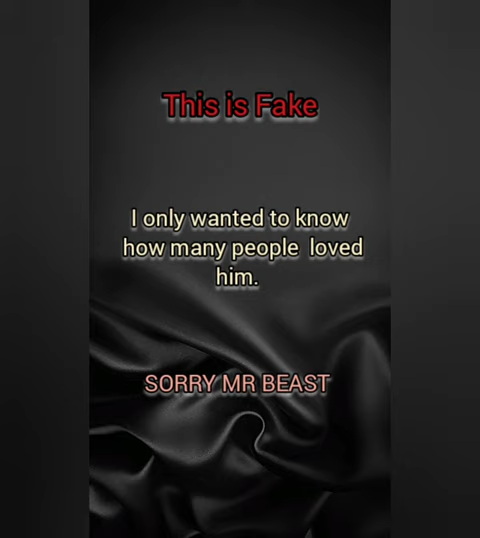 This is Fake
I only wanted to know
how many people loved
him.
SORRY MR BEAST